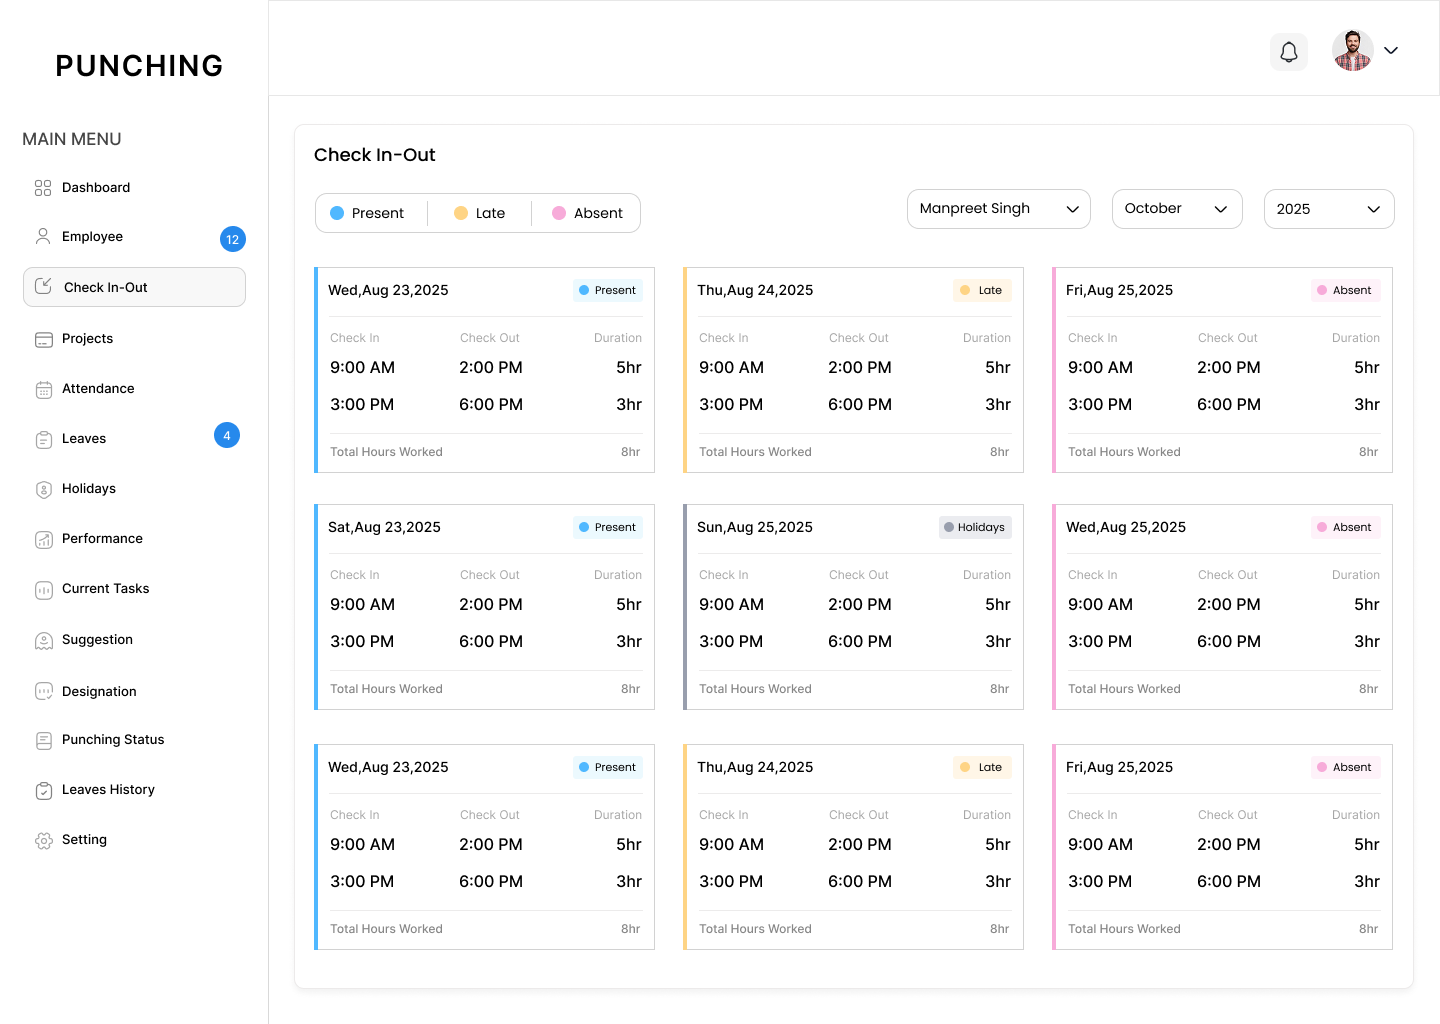 PUNCHING
MAIN MENU
Dashboard
Employee
12
Check In-Out
Projects
Attendance
Leaves
4
Holidays
Performance
Current Tasks
Suggestion
Designation
Punching Status
Leaves History
Setting
Check In-Out
Present Late Absent
Manpreet Singh October 2025
Wed,Aug 23,2025 Present
Check In Check Out Duration
9:00 AM 2:00 PM 5hr
3:00 PM 6:00 PM 3hr
Total Hours Worked 8hr
Thu,Aug 24,2025 Late
Check In Check Out Duration
9:00 AM 2:00 PM 5hr
3:00 PM 6:00 PM 3hr
Total Hours Worked 8hr
Fri,Aug 25,2025 Absent
Check In Check Out Duration
9:00 AM 2:00 PM 5hr
3:00 PM 6:00 PM 3hr
Total Hours Worked 8hr
Sat,Aug 23,2025 Present
Check In Check Out Duration
9:00 AM 2:00 PM 5hr
3:00 PM 6:00 PM 3hr
Total Hours Worked 8hr
Sun,Aug 25,2025 Holidays
Check In Check Out Duration
9:00 AM 2:00 PM 5hr
3:00 PM 6:00 PM 3hr
Total Hours Worked 8hr
Wed,Aug 25,2025 Absent
Check In Check Out Duration
9:00 AM 2:00 PM 5hr
3:00 PM 6:00 PM 3hr
Total Hours Worked 8hr
Wed,Aug 23,2025 Present
Check In Check Out Duration
9:00 AM 2:00 PM 5hr
3:00 PM 6:00 PM 3hr
Total Hours Worked 8hr
Thu,Aug 24,2025 Late
Check In Check Out Duration
9:00 AM 2:00 PM 5hr
3:00 PM 6:00 PM 3hr
Total Hours Worked 8hr
Fri,Aug 25,2025 Absent
Check In Check Out Duration
9:00 AM 2:00 PM 5hr
3:00 PM 6:00 PM 3hr
Total Hours Worked 8hr